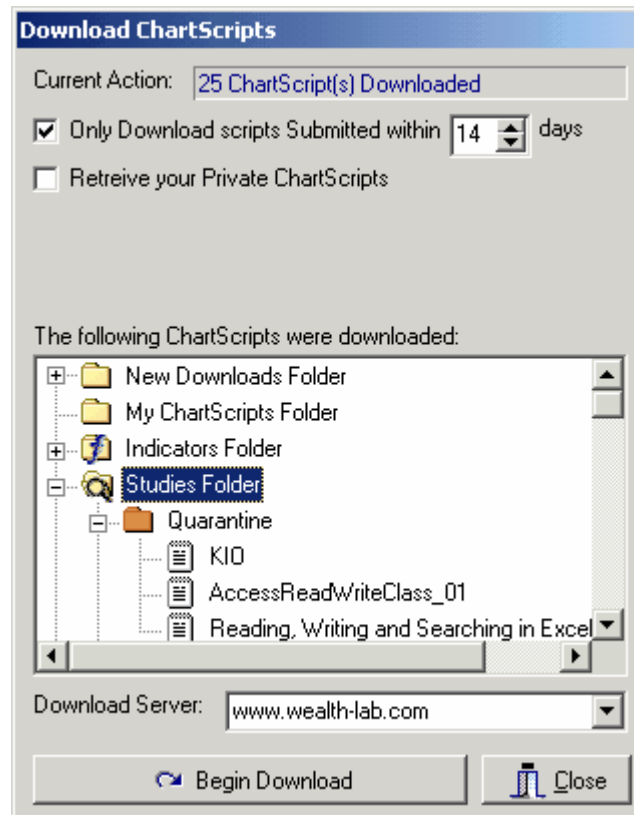 Download ChartScripts
Current Action: 25 ChartScript(s) Downloaded
Only Download scripts Submitted within 14 days
Retreive your Private ChartScripts
The following ChartScripts were downloaded:
New Downloads Folder
My ChartScripts Folder
Indicators Folder
Studies Folder
Quarantine
KIO
AccessReadWriteClass_01
Reading, Writing and Searching in Excel
Download Server: www.wealth-lab.com
Begin Download Close